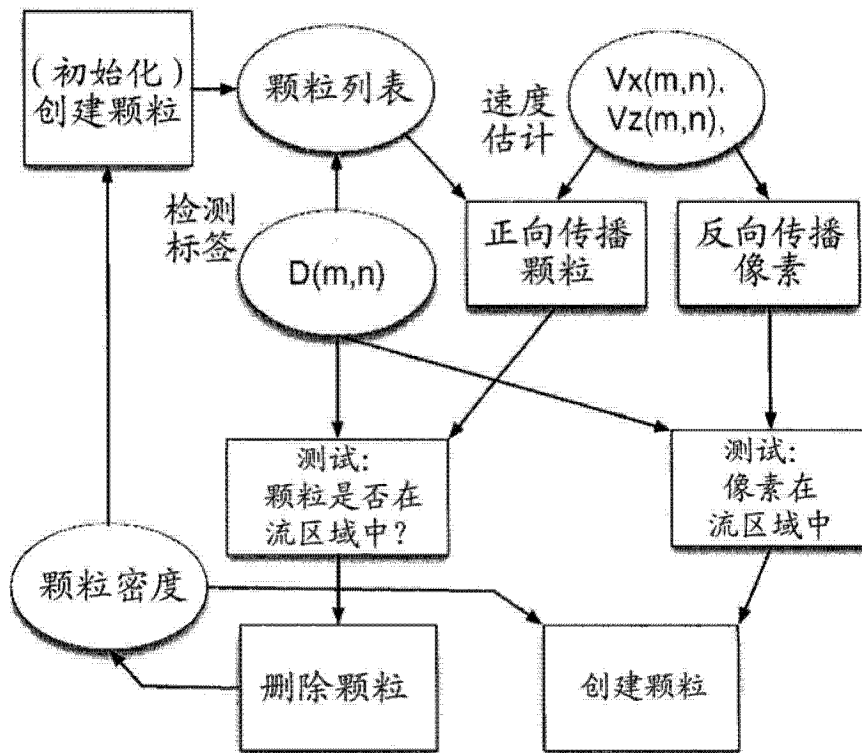 （初始化）
创建颗粒
颗粒列表
速度
估计
Vx(m,n),
Vz(m,n),
检测
标签
D(m,n)
正向传播
颗粒
反向传播
像素
测试:
颗粒是否在
流区域中?
测试:
像素在
流区域中
颗粒密度
删除颗粒
创建颗粒